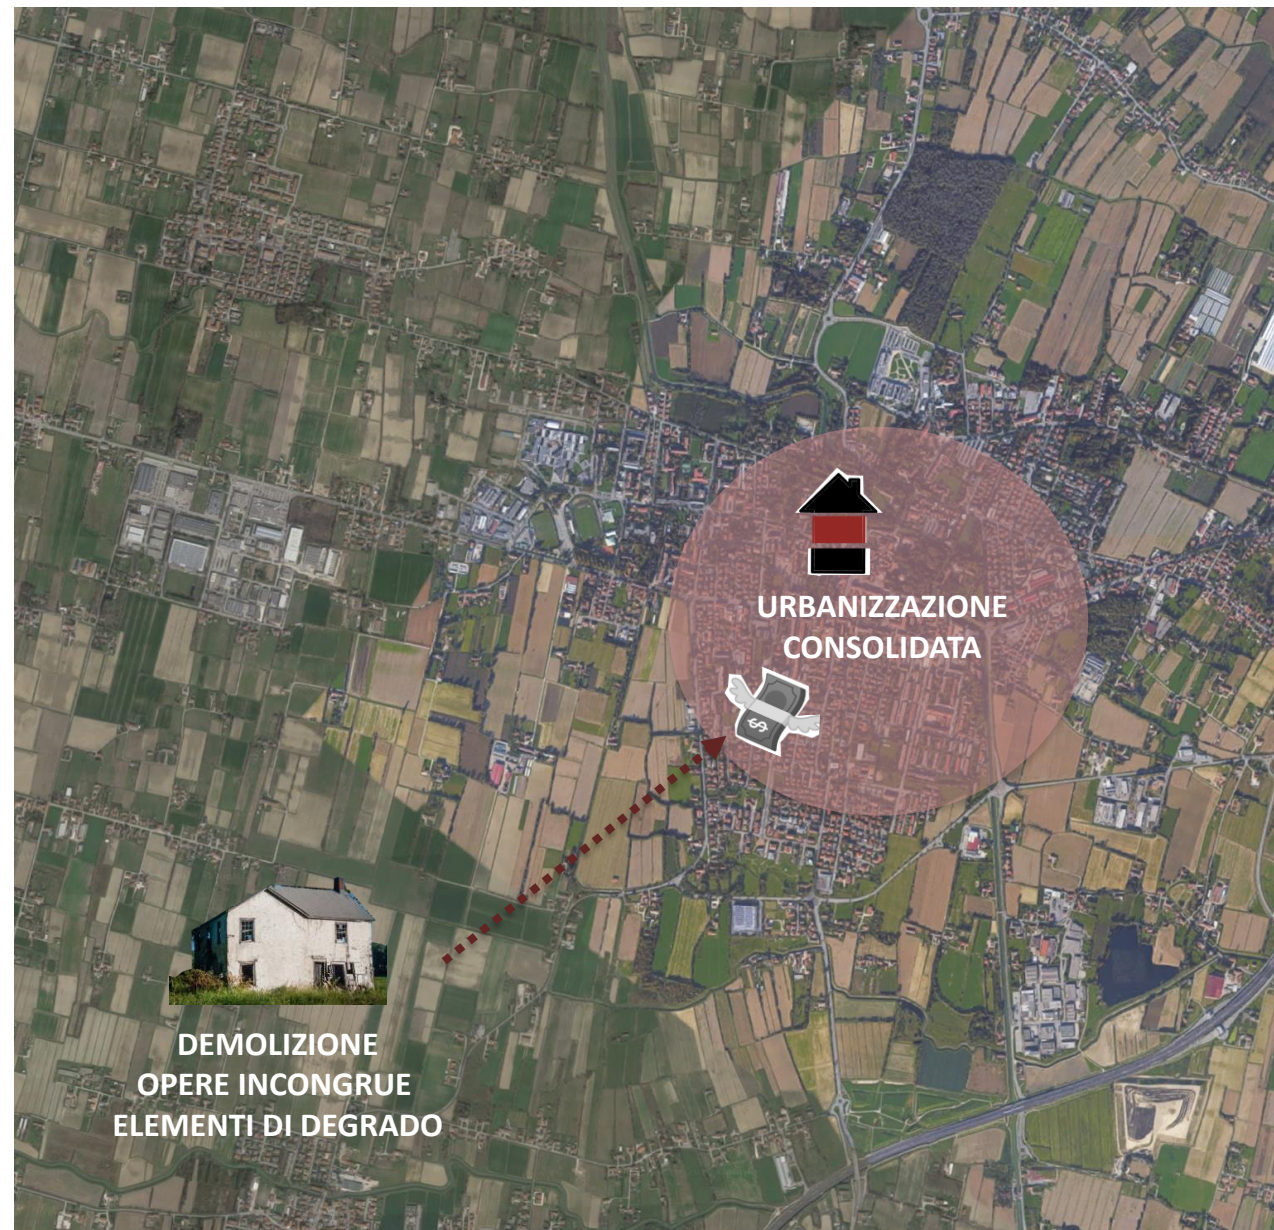 URBANIZZAZIONE
CONSOLIDATA
$
DEMOLIZIONE
OPERE INCONGRUE
ELEMENTI DI DEGRADO